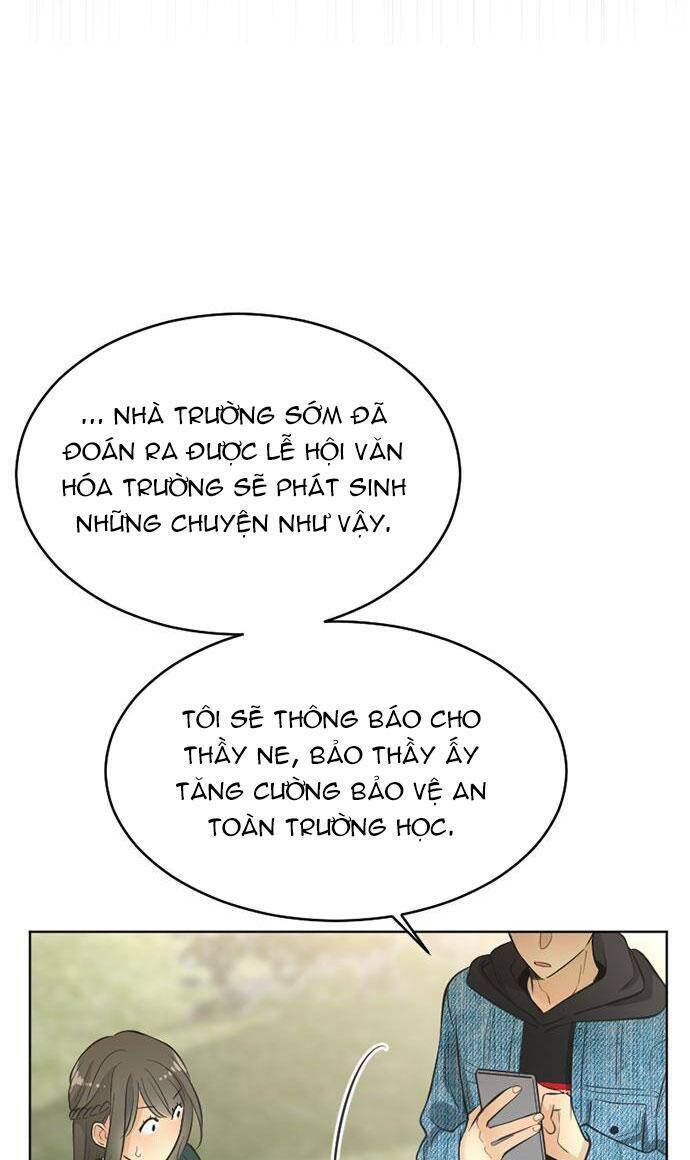 ... NHÀ TRƯỜNG SỚM ĐÃ
ĐOÁN RA ĐƯỢC LỄ HỘI VĂN
HÓA TRƯỜNG SẼ PHÁT SINH
NHỮNG CHUYỆN NHƯ VẬY.
TÔI SẼ THÔNG BÁO CHO
THẦY NE, BẢO THẦY ẤY
TĂNG CƯỜNG BẢO VỆ AN
TOÀN TRƯỜNG HỌC.